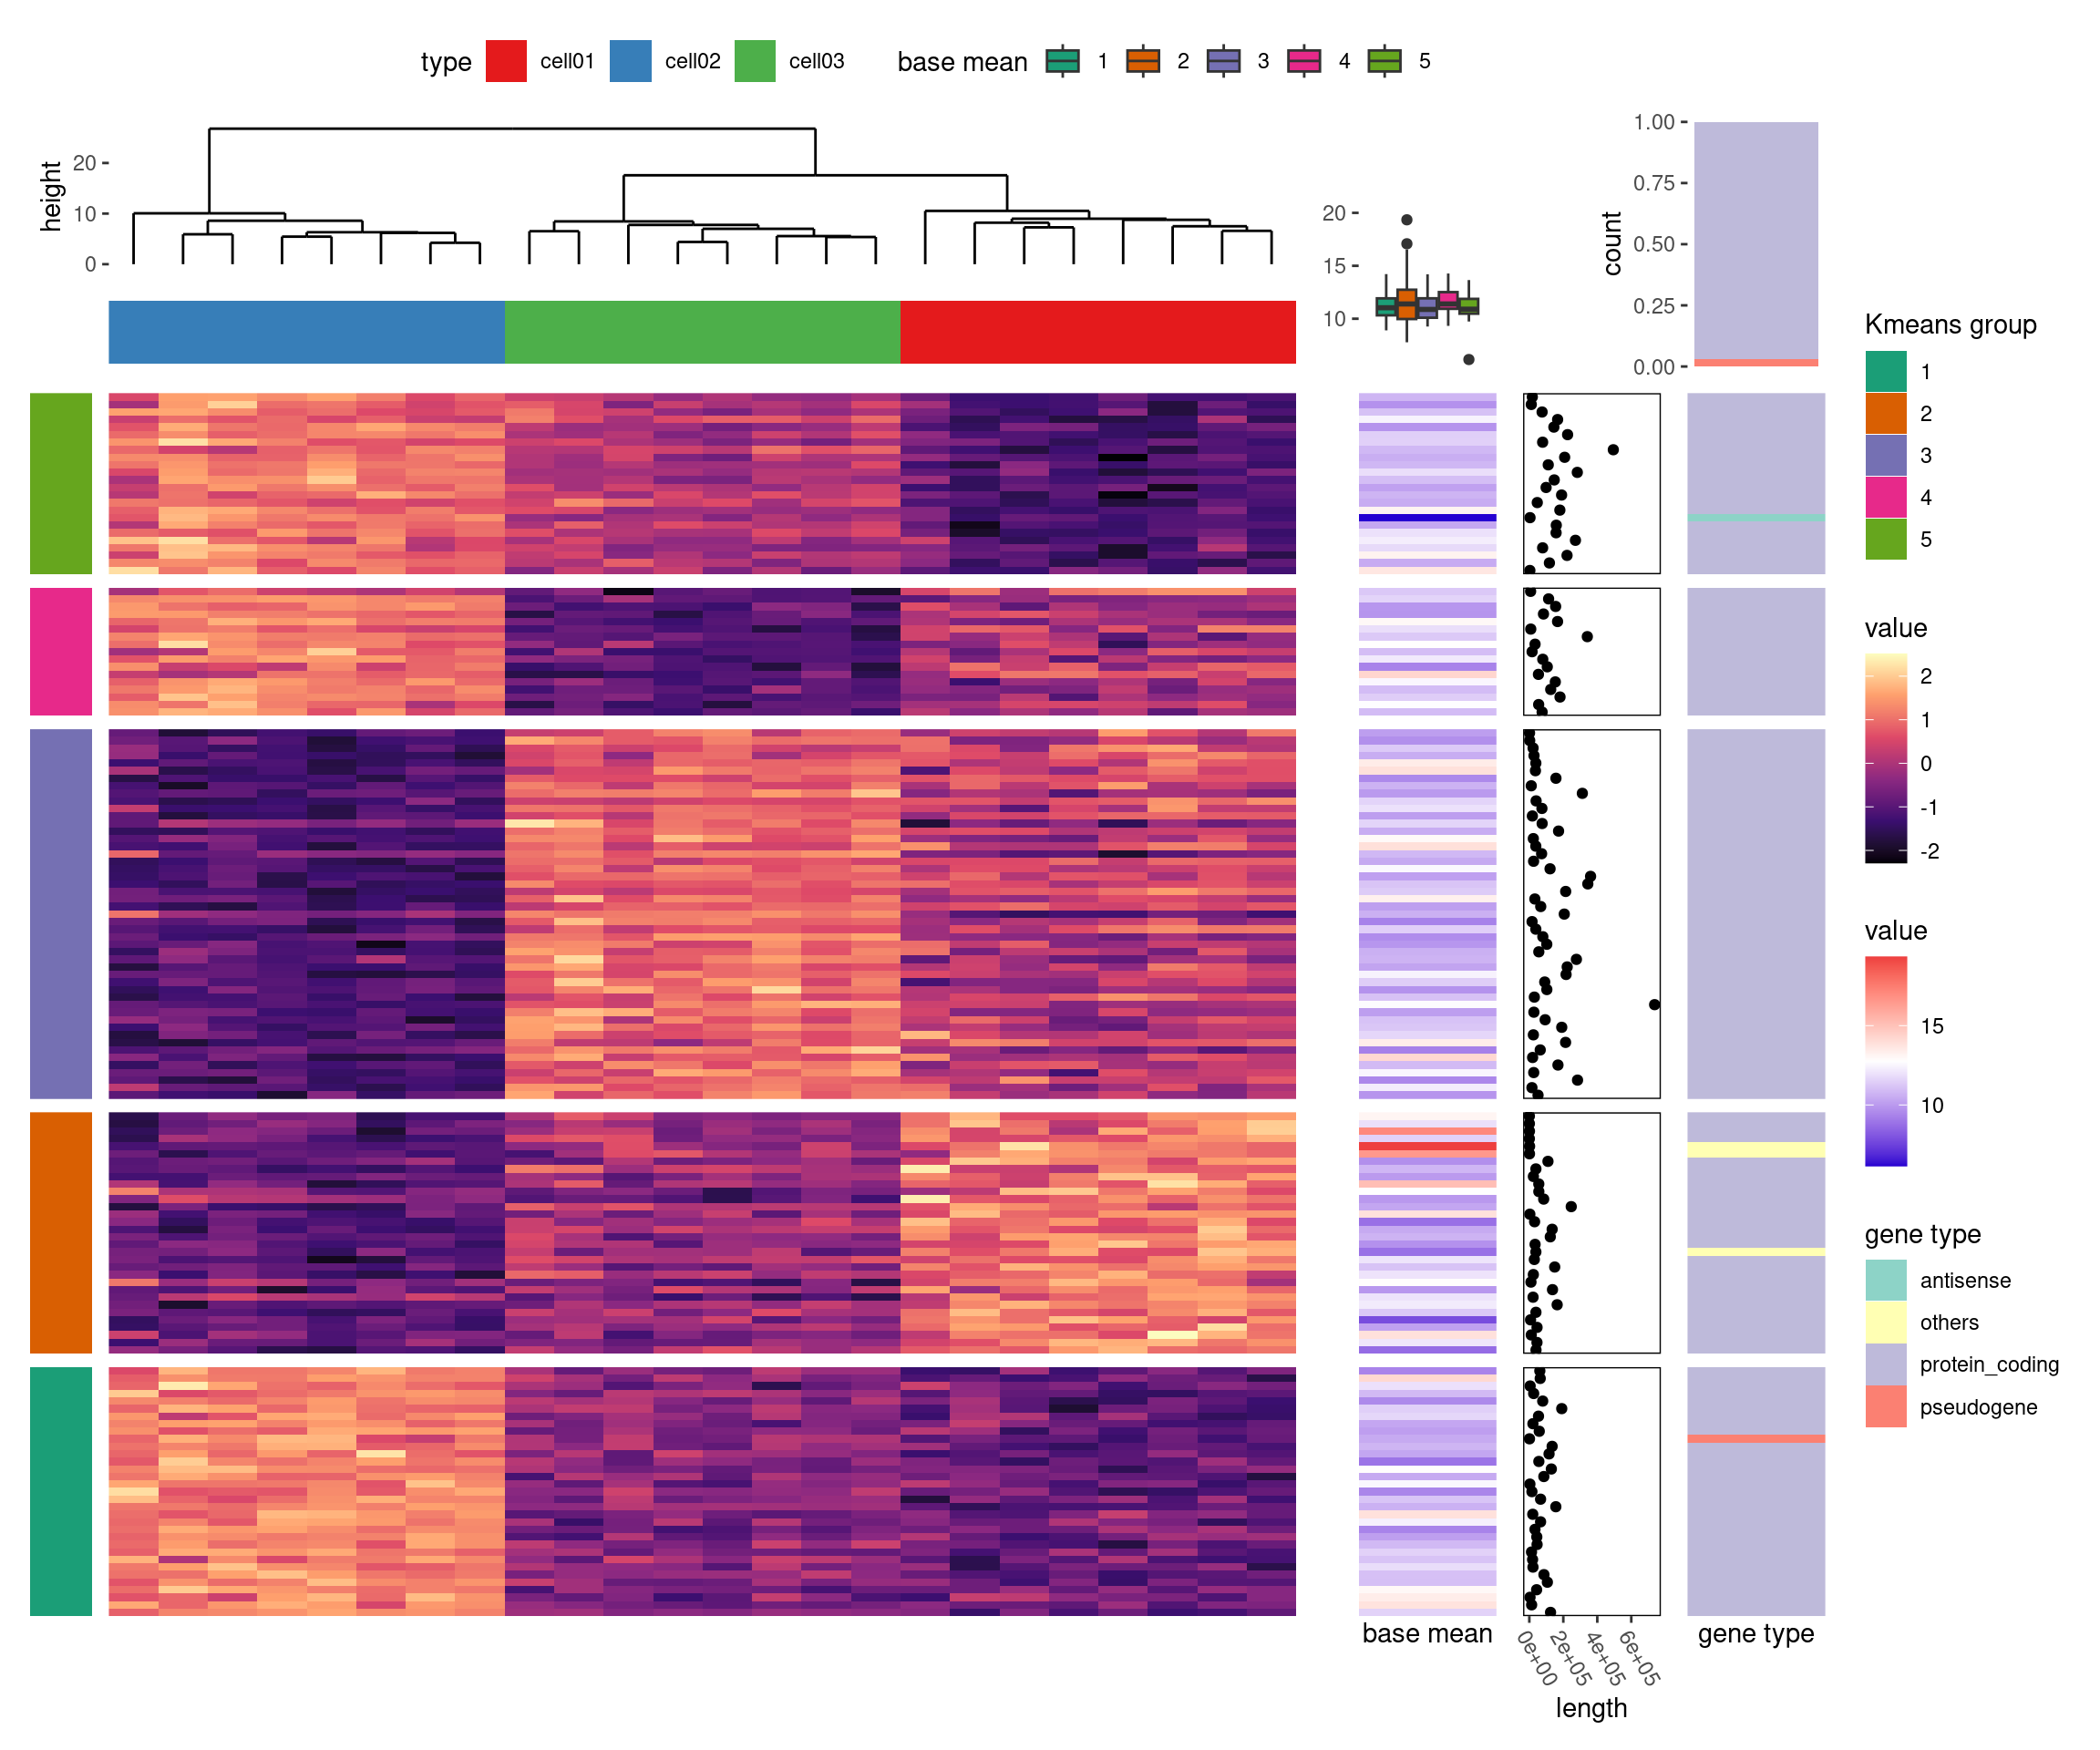 type cell01 cell02 cell03 base mean 1 2 3 4 5
height
20
10
0
20
15
10
count
1.00
0.75
0.50
0.25
0.00
Kmeans group
1
2
3
4
5
value
2
1
0
-1
-2
value
15
10
gene type
antisense
others
protein_coding
pseudogene
base mean
0e+00 2e+05 4e+05 6e+05
length
gene type